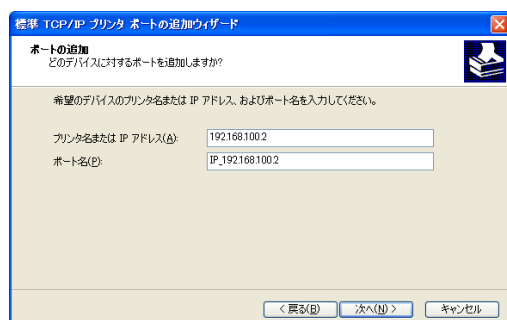 標準 TCP/IP プリンタ ポートの追加ウィザード
ポートの追加
どのデバイスに対するポートを追加しますか?
希望のデバイスのプリンタ名または IP アドレス、およびポート名を入力してください。
プリンタ名または IP アドレス(A): 192.168.100.2
ポート名(P): IP_192.168.100.2
< 戻る(B) 次へ(N) > キャンセル